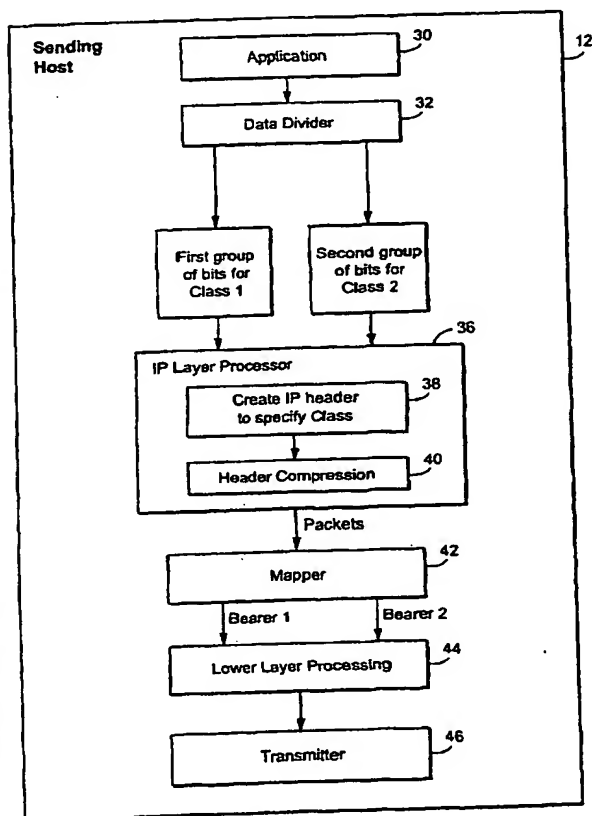 Sending
Host
12
Application
30
Data Divider
32
First group
of bits for
Class 1
Second group
of bits for
Class 2
36
IP Layer Processor
Create IP header
to specify Class
38
Header Compression
40
Packets
Mapper
42
Bearer 1
Bearer 2
Lower Layer Processing
44
Transmitter
46